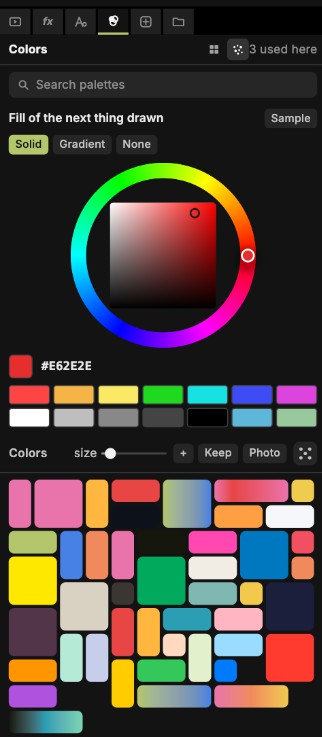 fx
A
Colors
3 used here
Search palettes
Fill of the next thing drawn
Sample
Solid
Gradient
None
#E62E2E
Colors
size
+
Keep
Photo